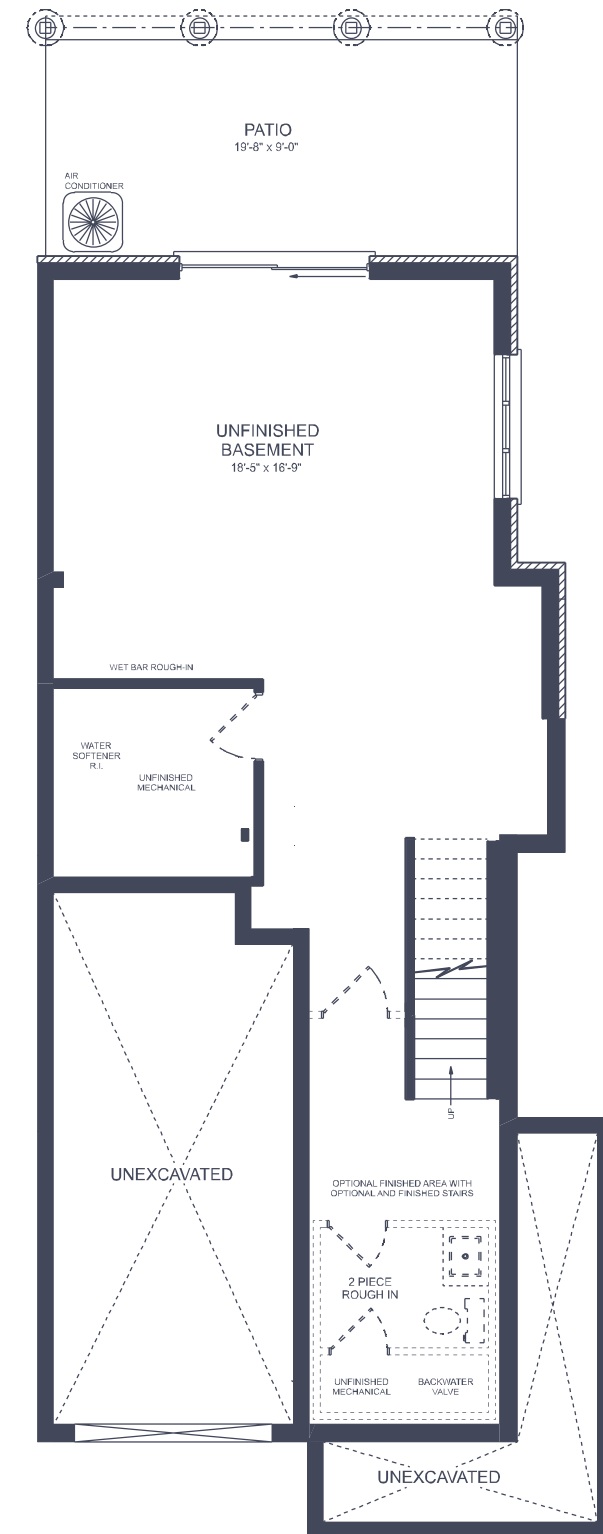 PATIO
19'-8" x 9'-0"
AIR
CONDITIONER
UNFINISHED
BASEMENT
18'-5" x 16'-9"
WET BAR ROUGH-IN
WATER
SOFTENER
R.I.
UNFINISHED
MECHANICAL
UP
UNEXCAVATED
OPTIONAL FINISHED AREA WITH
OPTIONAL AND FINISHED STAIRS
2 PIECE
ROUGH IN
UNFINISHED
MECHANICAL
BACKWATER
VALVE
UNEXCAVATED